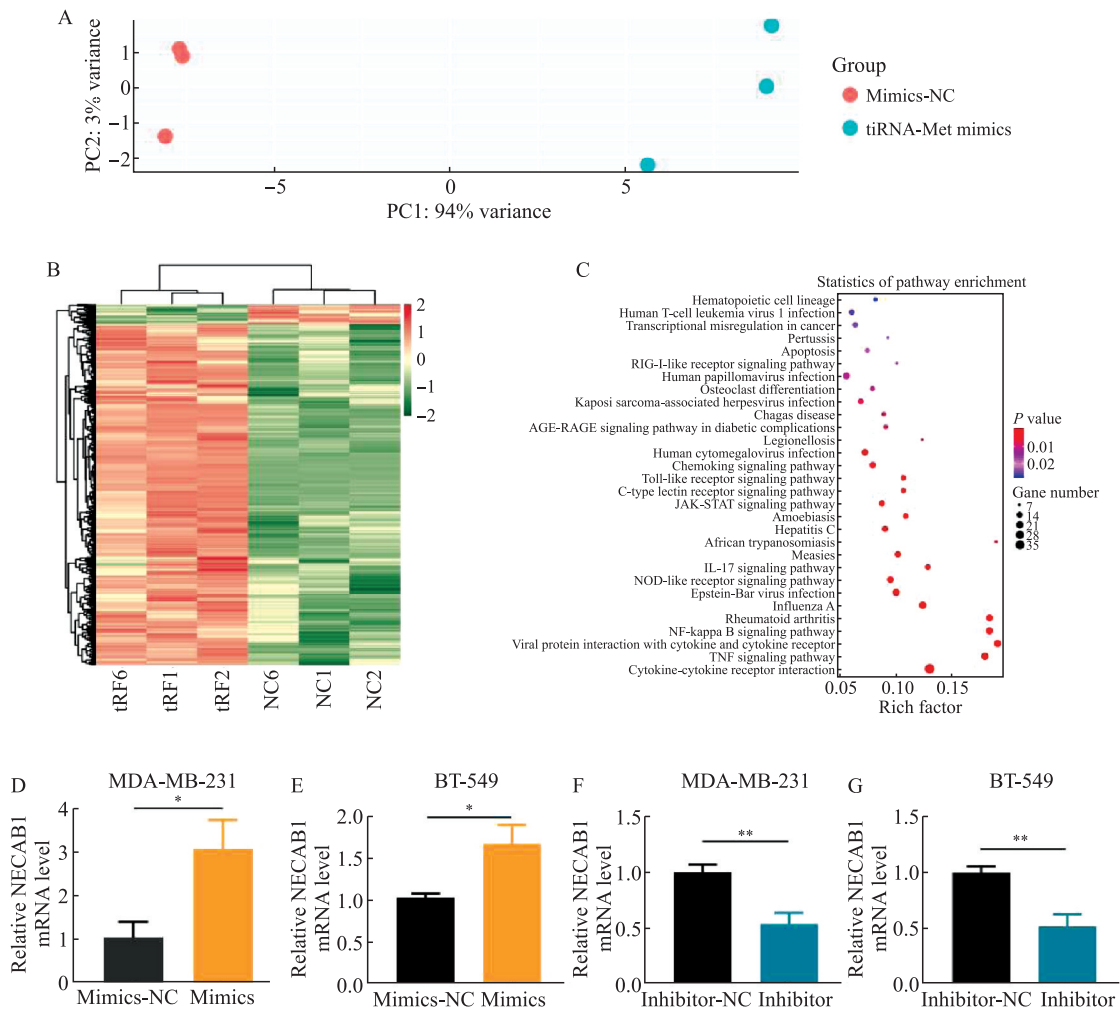 A
PC2: 3% variance
1
0
−1
−2
−5
0
5
PC1: 94% variance
Group
Mimics-NC
tiRNA-Met mimics
B
2
1
0
−1
−2
tRF6
tRF1
tRF2
NC6
NC1
NC2
C
Statistics of pathway enrichment
Hematopoietic cell lineage
Human T-cell leukemia virus 1 infection
Transcriptional misregulation in cancer
Pertussis
Apoptosis
RIG-I-like receptor signaling pathway
Human papillomavirus infection
Osteoclast differentiation
Kaposi sarcoma-associated herpesvirus infection
Chagas disease
AGE-RAGE signaling pathway in diabetic complications
Legionellosis
Human cytomegalovirus infection
Chemoking signaling pathway
Toll-like receptor signaling pathway
C-type lectin receptor signaling pathway
JAK-STAT signaling pathway
Amoebiasis
Hepatitis C
African trypanosomiasis
Measies
IL-17 signaling pathway
NOD-like receptor signaling pathway
Epstein-Bar virus infection
Influenza A
Rheumatoid arthritis
NF-kappa B signaling pathway
Viral protein interaction with cytokine and cytokine receptor
TNF signaling pathway
Cytokine-cytokine receptor interaction
0.05 0.10 0.15
Rich factor
P value
0.01
0.02
Gane number
7
14
21
28
35
D
MDA-MB-231
Relative NECAB1
mRNA level
4
3
2
1
0
*
Mimics-NC Mimics
E
BT-549
Relative NECAB1
mRNA level
2.0
1.5
1.0
0.5
0.0
*
Mimics-NC Mimics
F
MDA-MB-231
Relative NECAB1
mRNA level
1.5
1.0
0.5
0.0
**
Inhibitor-NC Inhibitor
G
BT-549
Relative NECAB1
mRNA level
1.5
1.0
0.5
0.0
**
Inhibitor-NC Inhibitor